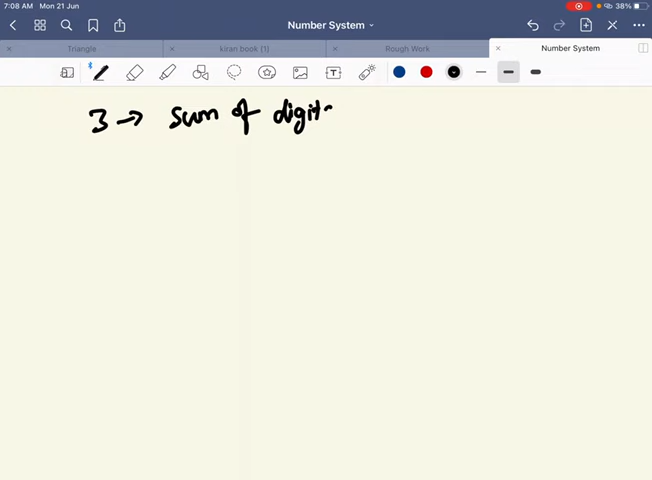 7:08 AM Mon 21 Jun
38%
Number System
Triangle
kiran book (1)
Rough Work
Number System
T
3 → sum of digit